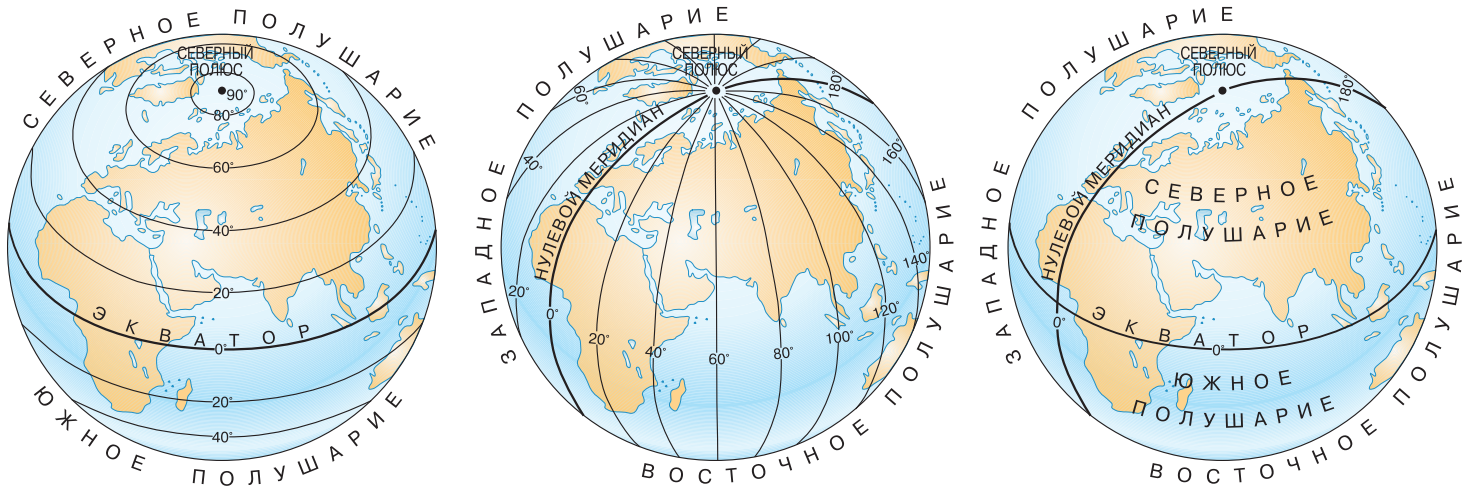 СЕВЕРНОЕ ПОЛУШАРИЕ
СЕВЕРНЫЙ
ПОЛЮС
90°
80°
60°
40°
20°
ЭКВАТОР
0°
20°
40°
ЮЖНОЕ ПОЛУШАРИЕ
ЗАПАДНОЕ ПОЛУШАРИЕ
СЕВЕРНЫЙ
ПОЛЮС
НУЛЕВОЙ МЕРИДИАН
60°
40°
20°
0°
20°
40°
60°
80°
100°
120°
140°
160°
180°
ВОСТОЧНОЕ ПОЛУШАРИЕ
ЗАПАДНОЕ ПОЛУШАРИЕ
СЕВЕРНЫЙ
ПОЛЮС
180°
НУЛЕВОЙ МЕРИДИАН
СЕВЕРНОЕ
ПОЛУШАРИЕ
0°
ЭКВАТОР
0°
ЮЖНОЕ
ПОЛУШАРИЕ
ВОСТОЧНОЕ ПОЛУШАРИЕ